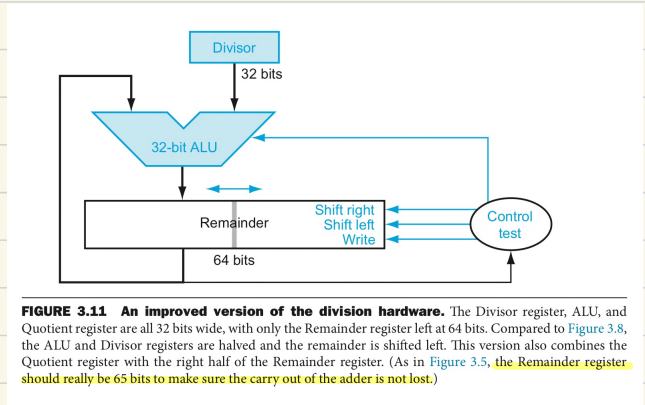 Divisor
32 bits
32-bit ALU
Remainder
Shift right
Shift left
Write
Control
test
64 bits
FIGURE 3.11 An improved version of the division hardware. The Divisor register, ALU, and
Quotient register are all 32 bits wide, with only the Remainder register left at 64 bits. Compared to Figure 3.8,
the ALU and Divisor registers are halved and the remainder is shifted left. This version also combines the
Quotient register with the right half of the Remainder register. (As in Figure 3.5, the Remainder register
should really be 65 bits to make sure the carry out of the adder is not lost.)